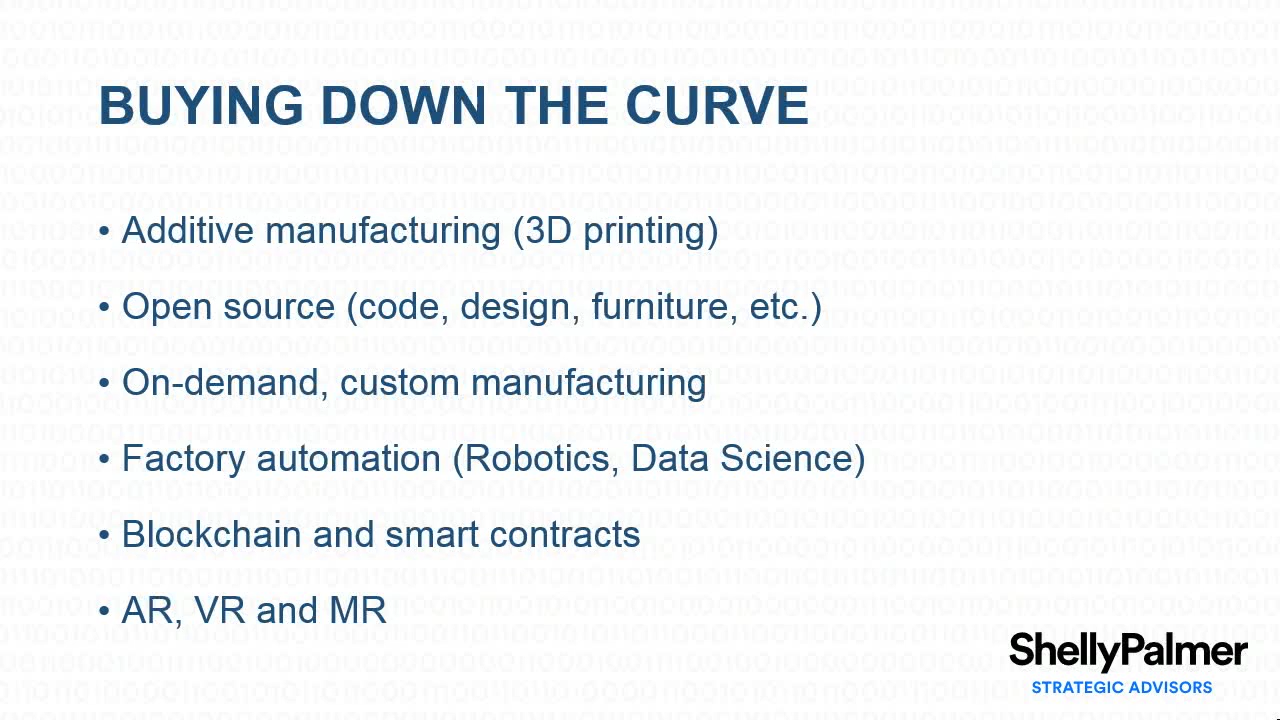 BUYING DOWN THE CURVE
• Additive manufacturing (3D printing)
• Open source (code, design, furniture, etc.)
• On-demand, custom manufacturing
• Factory automation (Robotics, Data Science)
• Blockchain and smart contracts
• AR, VR and MR
ShellyPalmer
STRATEGIC ADVISORS